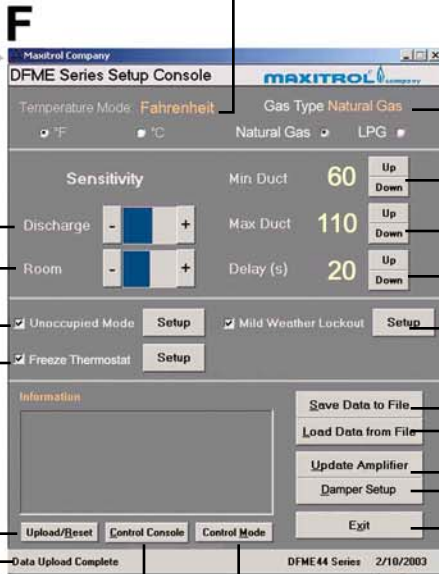 F
Maxitrol Company
DFME Series Setup Console
MAXITROL company
Temperature Mode: Fahrenheit
Gas Type Natural Gas
°F °C
Natural Gas LPG
Sensitivity
Min Duct 60 Up Down
Discharge - +
Max Duct 110 Up Down
Room - +
Delay (s) 20 Up Down
Unoccupied Mode Setup
Mild Weather Lockout Setup
Freeze Thermostat Setup
Information
Save Data to File
Load Data from File
Update Amplifier
Damper Setup
Upload/Reset Control Console Control Mode
Exit
Data Upload Complete
DFME44 Series 2/10/2003